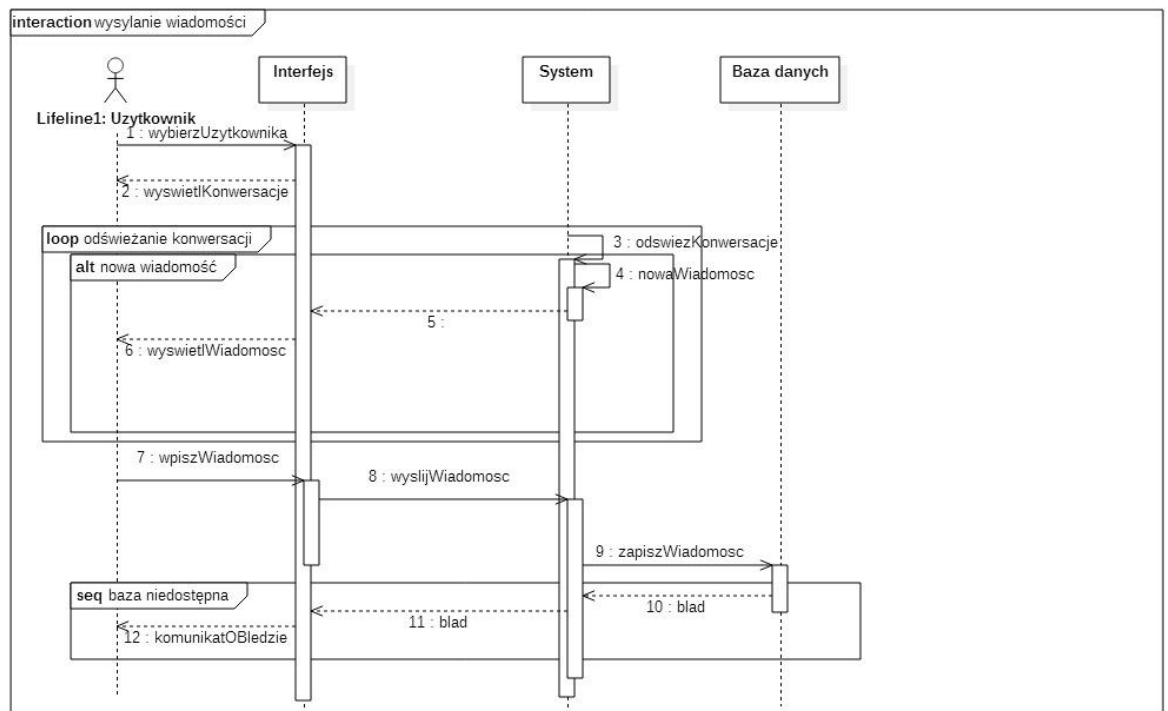 interaction wysylanie wiadomości
Interfejs
System
Baza danych
Lifeline1: Uzytkownik
1 : wybierzUzytkownika
2 : wyswietlKonwersacje
loop odświeżanie konwersacji
3 : odswiezKonwersacje
alt nowa wiadomość
4 : nowaWiadomosc
5 :
6 : wyswietlWiadomosc
7 : wpiszWiadomosc
8 : wyslijWiadomosc
9 : zapiszWiadomosc
seq baza niedostępna
10 : blad
11 : blad
12 : komunikatOBledzie